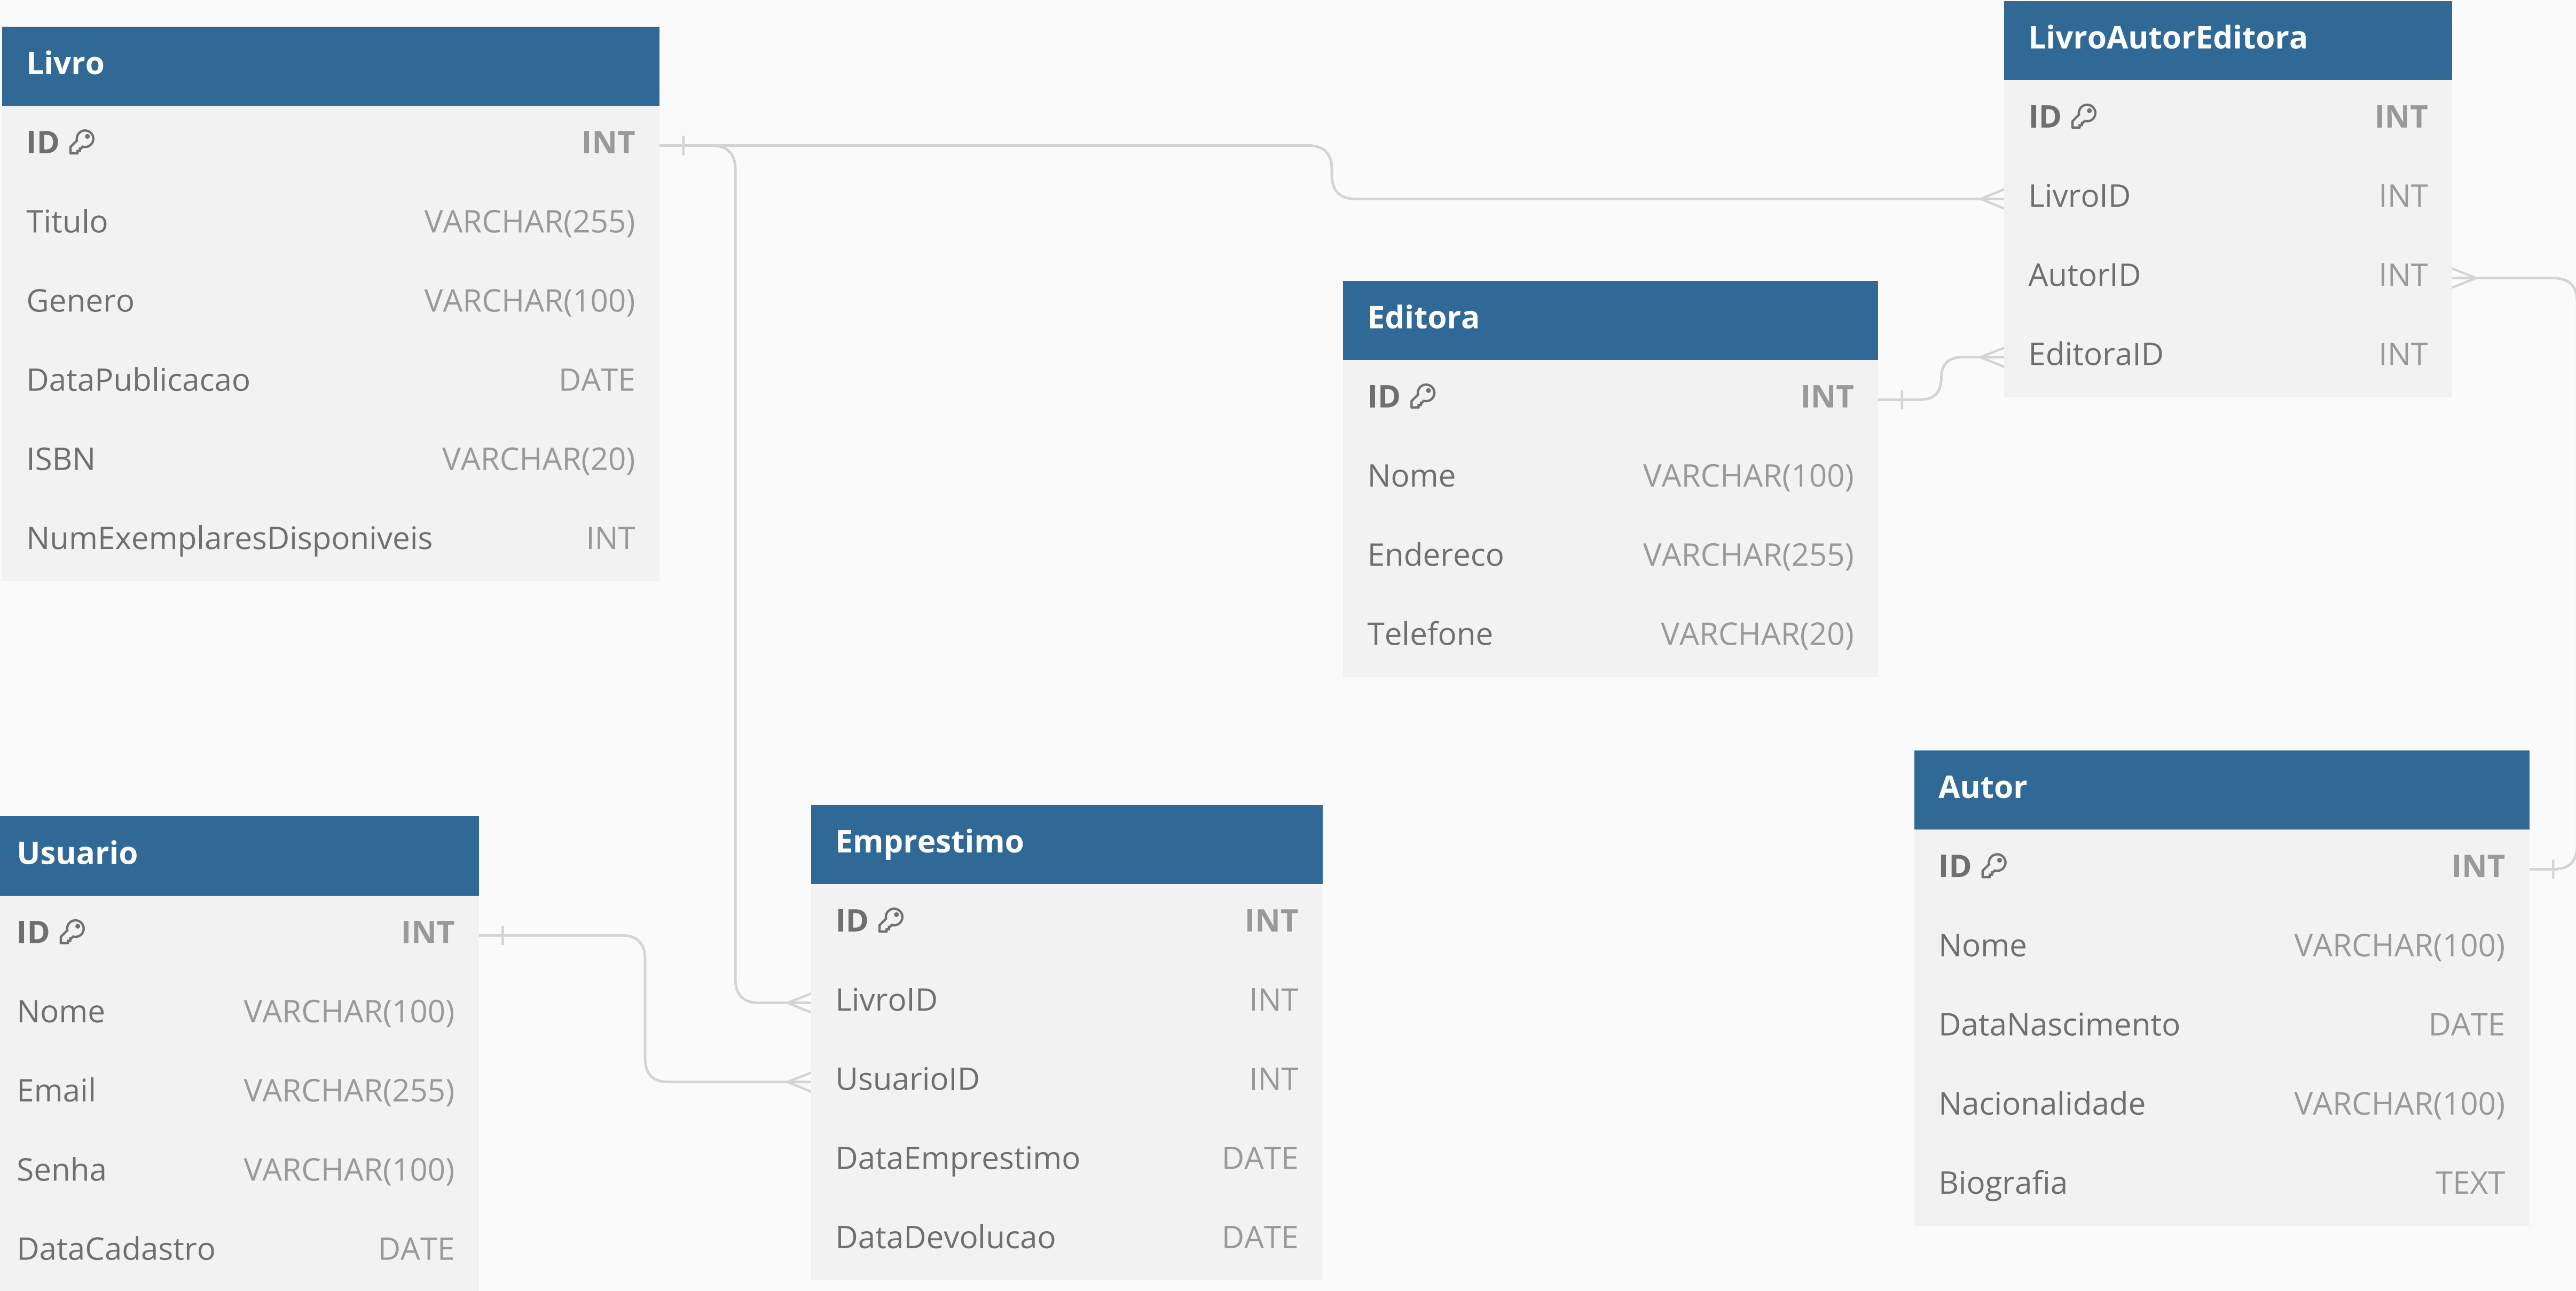 Livro
ID INT
Titulo VARCHAR(255)
Genero VARCHAR(100)
DataPublicacao DATE
ISBN VARCHAR(20)
NumExemplaresDisponiveis INT
LivroAutorEditora
ID INT
LivroID INT
AutorID INT
EditoraID INT
Editora
ID INT
Nome VARCHAR(100)
Endereco VARCHAR(255)
Telefone VARCHAR(20)
Usuario
ID INT
Nome VARCHAR(100)
Email VARCHAR(255)
Senha VARCHAR(100)
DataCadastro DATE
Emprestimo
ID INT
LivroID INT
UsuarioID INT
DataEmprestimo DATE
DataDevolucao DATE
Autor
ID INT
Nome VARCHAR(100)
DataNascimento DATE
Nacionalidade VARCHAR(100)
Biografia TEXT